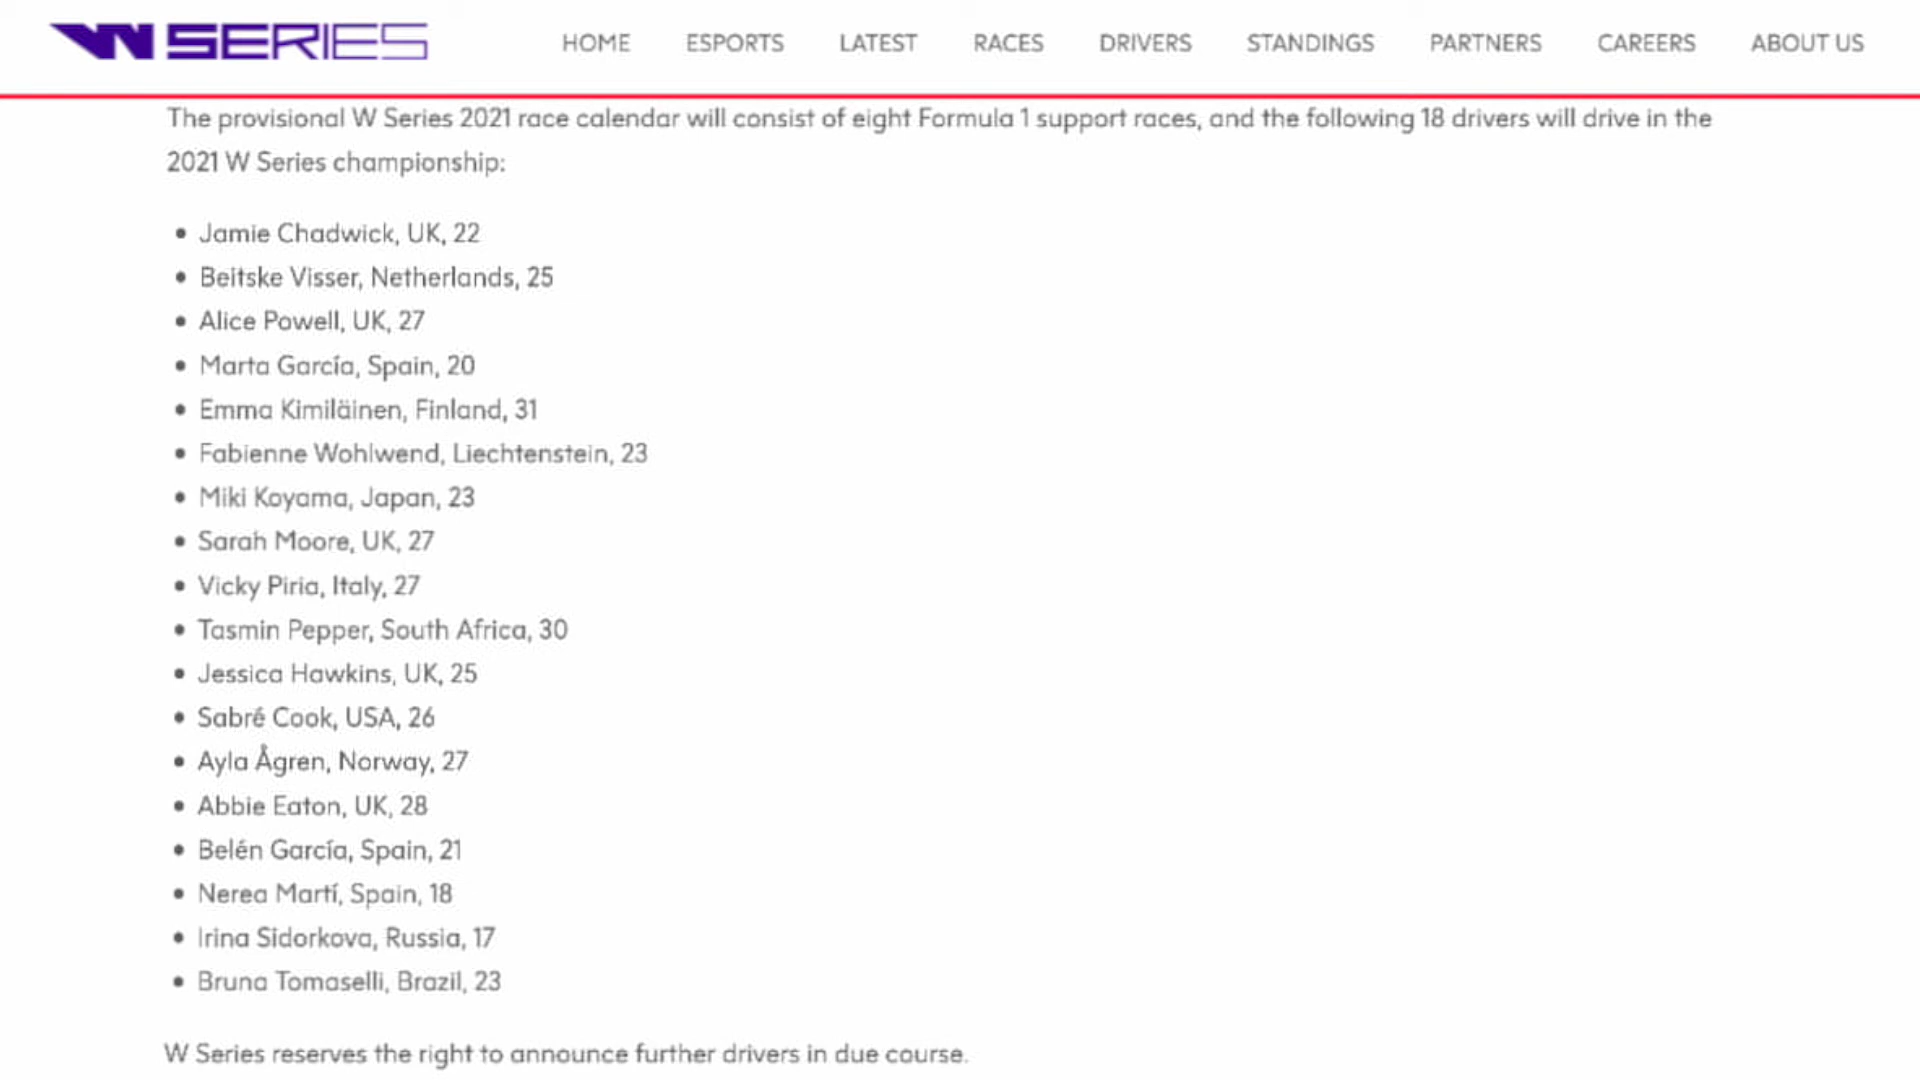 W SERIES HOME ESPORTS LATEST RACES DRIVERS STANDINGS PARTNERS CAREERS ABOUT US
The provisional W Series 2021 race calendar will consist of eight Formula 1 support races, and the following 18 drivers will drive in the
2021 W Series championship:
• Jamie Chadwick, UK, 22
• Beitske Visser, Netherlands, 25
• Alice Powell, UK, 27
• Marta García, Spain, 20
• Emma Kimiläinen, Finland, 31
• Fabienne Wohlwend, Liechtenstein, 23
• Miki Koyama, Japan, 23
• Sarah Moore, UK, 27
• Vicky Piria, Italy, 27
• Tasmin Pepper, South Africa, 30
• Jessica Hawkins, UK, 25
• Sabré Cook, USA, 26
• Ayla Ågren, Norway, 27
• Abbie Eaton, UK, 28
• Belén García, Spain, 21
• Nerea Martí, Spain, 18
• Irina Sidorkova, Russia, 17
• Bruna Tomaselli, Brazil, 23
W Series reserves the right to announce further drivers in due course.